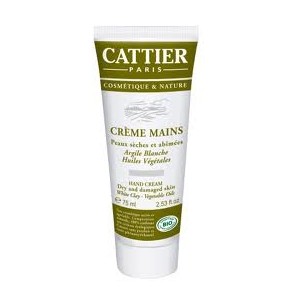 CATTIER
PARIS
COSMÉTIQUE & NATURE
CRÈME MAINS
Peaux sèches et abîmées
Argile Blanche
Huiles Végétales
HAND CREAM
Dry and damaged skin
White Clay - Vegetable Oils
℮ 75 ml 2.53 fl.oz
BIO